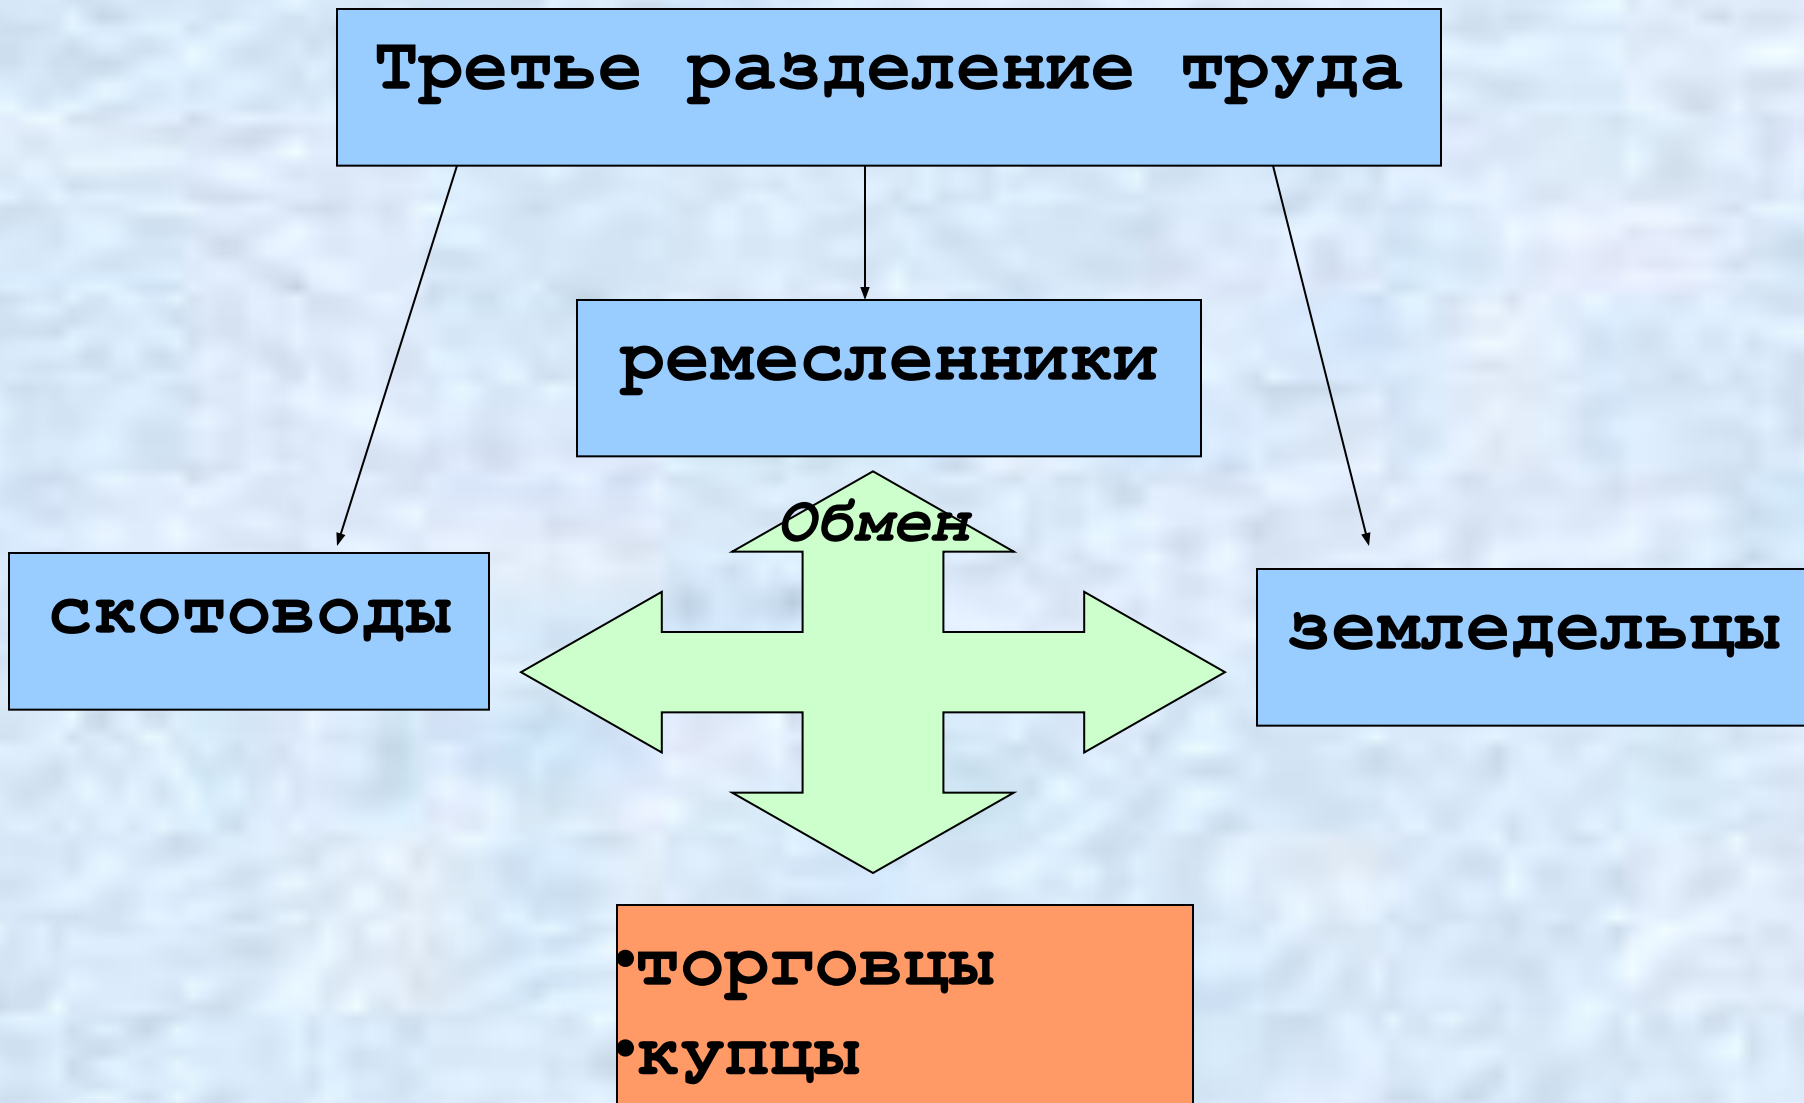 Третье разделение труда
ремесленники
Обмен
скотоводы
земледельцы
•торговцы
•купцы